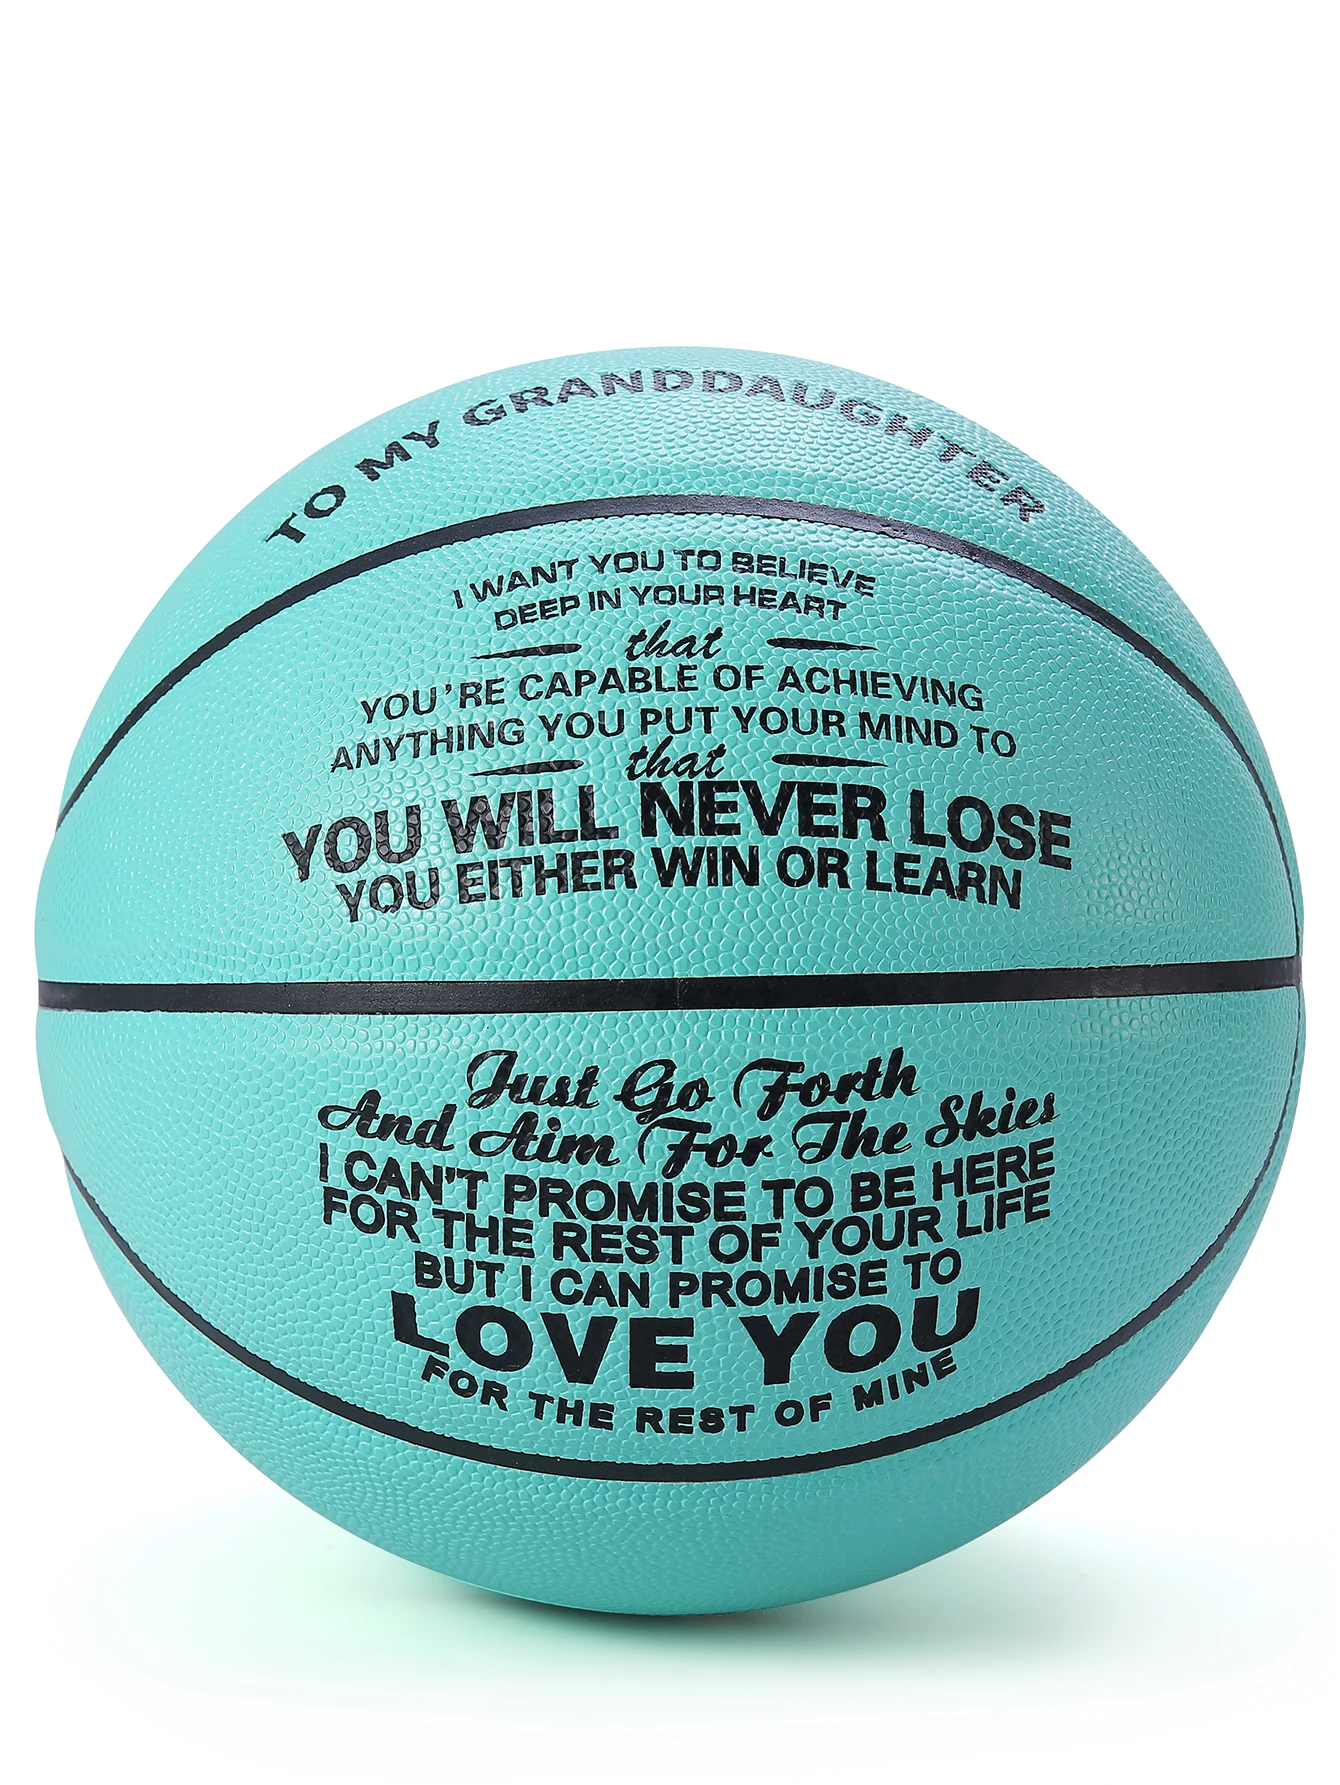 TO MY GRANDDAUGHTER
I WANT YOU TO BELIEVE
DEEP IN YOUR HEART
that
YOU'RE CAPABLE OF ACHIEVING
ANYTHING YOU PUT YOUR MIND TO
that
YOU WILL NEVER LOSE
YOU EITHER WIN OR LEARN
Just Go Forth
And Aim For The Skies
I CAN'T PROMISE TO BE HERE
FOR THE REST OF YOUR LIFE
BUT I CAN PROMISE TO
LOVE YOU
FOR THE REST OF MINE